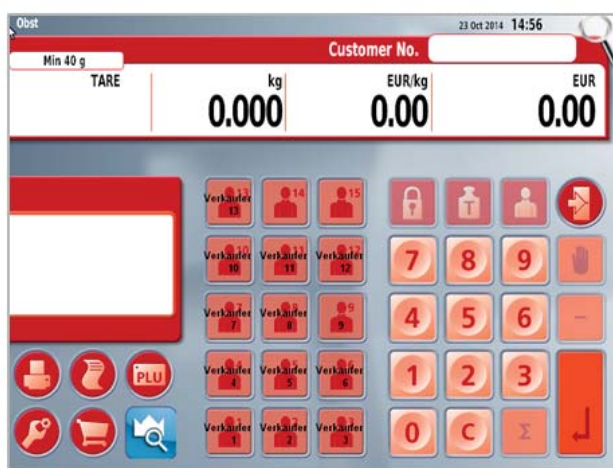 Obst
23 Oct 2014 14:56
Customer No.
Min 40 g
TARE kg EUR/kg EUR
0.000 0.00 0.00
Verkäufer 13 14 15
T
Verkäufer 10 Verkäufer 11 Verkäufer 12
7 8 9
Verkäufer 7 Verkäufer 8 9
4 5 6 −
PLU
Verkäufer 4 Verkäufer 5 Verkäufer 6
1 2 3
Verkäufer 1 Verkäufer 2 Verkäufer 3
0 C Σ